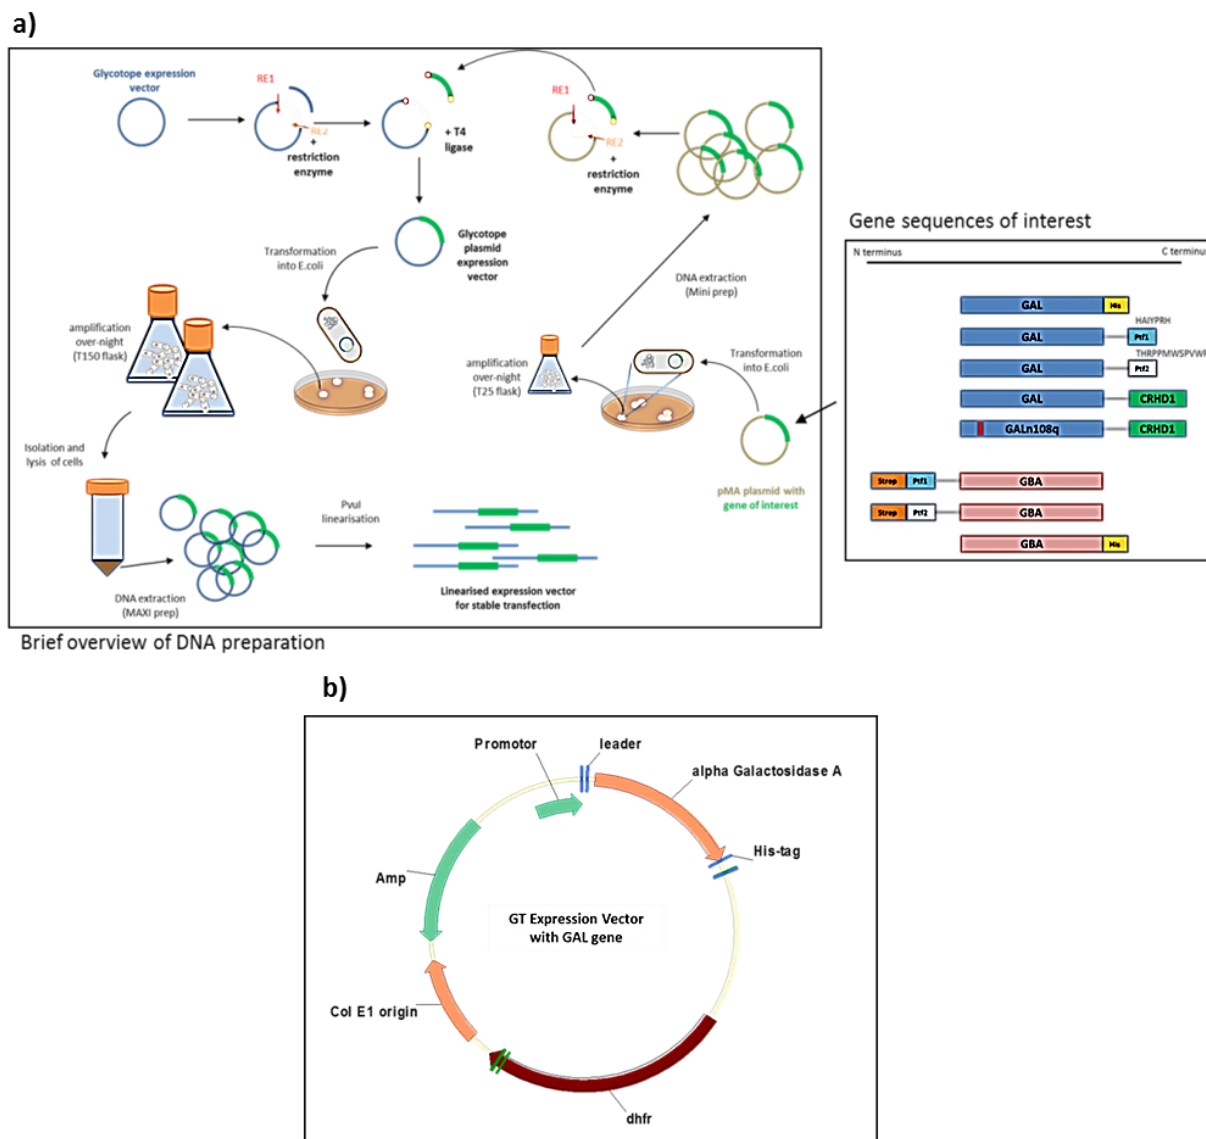 a)
Glycotope expression
vector
RE1
RE2
+
restriction
enzyme
+ T4
ligase
RE1
RE2
+
restriction
enzyme
Glycotope
plasmid
expression
vector
Transformation
into E.coli
amplification
over-night
(T150 flask)
DNA extraction
(Mini prep)
amplification
over-night
(T25 flask)
Transformation
into E.coli
pMA plasmid with
gene of interest
Isolation and
lysis of cells
DNA extraction
(MAXI prep)
PvuI
linearisation
Linearised expression vector
for stable transfection
Brief overview of DNA preparation
Gene sequences of interest
N terminus
C terminus
GAL
His
HAIYPRH
GAL
Ptf1
THRPPMWSPVWP
GAL
Ptf2
GAL
CRHD1
GALn108q
CRHD1
Strep
Ptf1
GBA
Strep
Ptf2
GBA
GBA
His
b)
Promotor
leader
alpha Galactosidase A
His-tag
Amp
GT Expression Vector
with GAL gene
Col E1 origin
dhfr